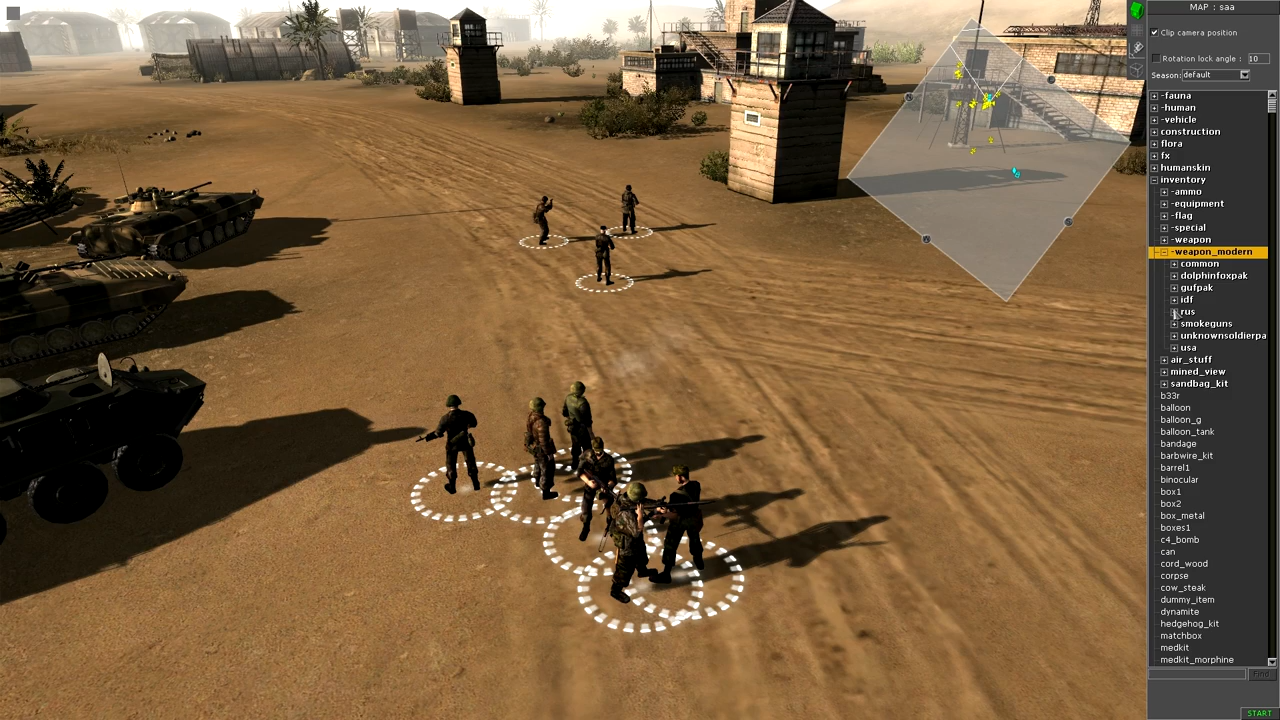 MAP : saa
Clip camera position
Rotation lock angle : 10
Season: default
-fauna
-human
-vehicle
construction
flora
fx
humanskin
inventory
-ammo
-equipment
-flag
-special
-weapon
-weapon_modern
common
dolphinfoxpak
gufpak
idf
rus
smokeguns
unknownsoldierpa
usa
air_stuff
mined_view
sandbag_kit
b33r
balloon
balloon_g
balloon_tank
bandage
barbwire_kit
barrel1
binocular
box1
box2
box_metal
boxes1
c4_bomb
can
cord_wood
corpse
cow_steak
dummy_item
dynamite
hedgehog_kit
matchbox
medkit
medkit_morphine
Find
START